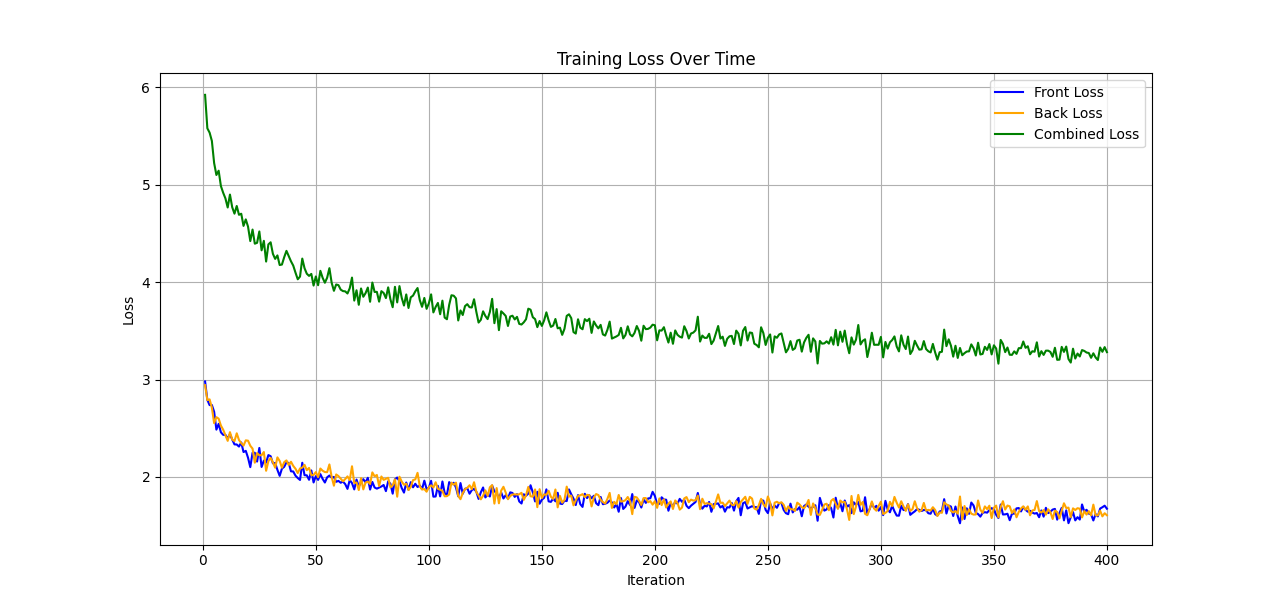 Training Loss Over Time
Front Loss
Back Loss
Combined Loss
6
5
4
3
2
Loss
0 50 100 150 200 250 300 350 400
Iteration